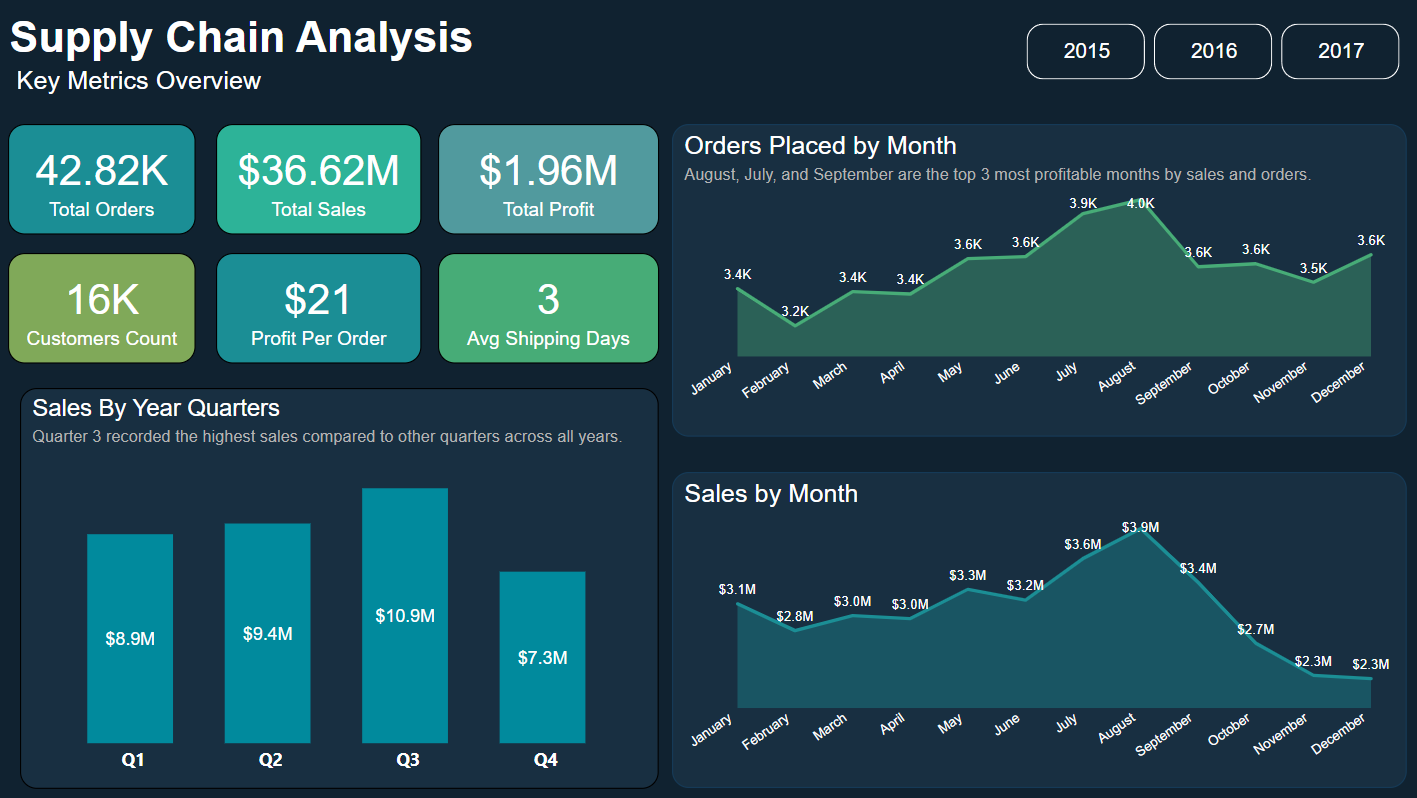 Supply Chain Analysis
Key Metrics Overview
2015
2016
2017
42.82K
Total Orders
$36.62M
Total Sales
$1.96M
Total Profit
16K
Customers Count
$21
Profit Per Order
3
Avg Shipping Days
Sales By Year Quarters
Quarter 3 recorded the highest sales compared to other quarters across all years.
$8.9M
$9.4M
$10.9M
$7.3M
Q1
Q2
Q3
Q4
Orders Placed by Month
August, July, and September are the top 3 most profitable months by sales and orders.
3.4K
3.2K
3.4K
3.4K
3.6K
3.6K
3.9K
4.0K
3.6K
3.6K
3.5K
3.6K
January
February
March
April
May
June
July
August
September
October
November
December
Sales by Month
$3.1M
$2.8M
$3.0M
$3.0M
$3.3M
$3.2M
$3.6M
$3.9M
$3.4M
$2.7M
$2.3M
$2.3M
January
February
March
April
May
June
July
August
September
October
November
December